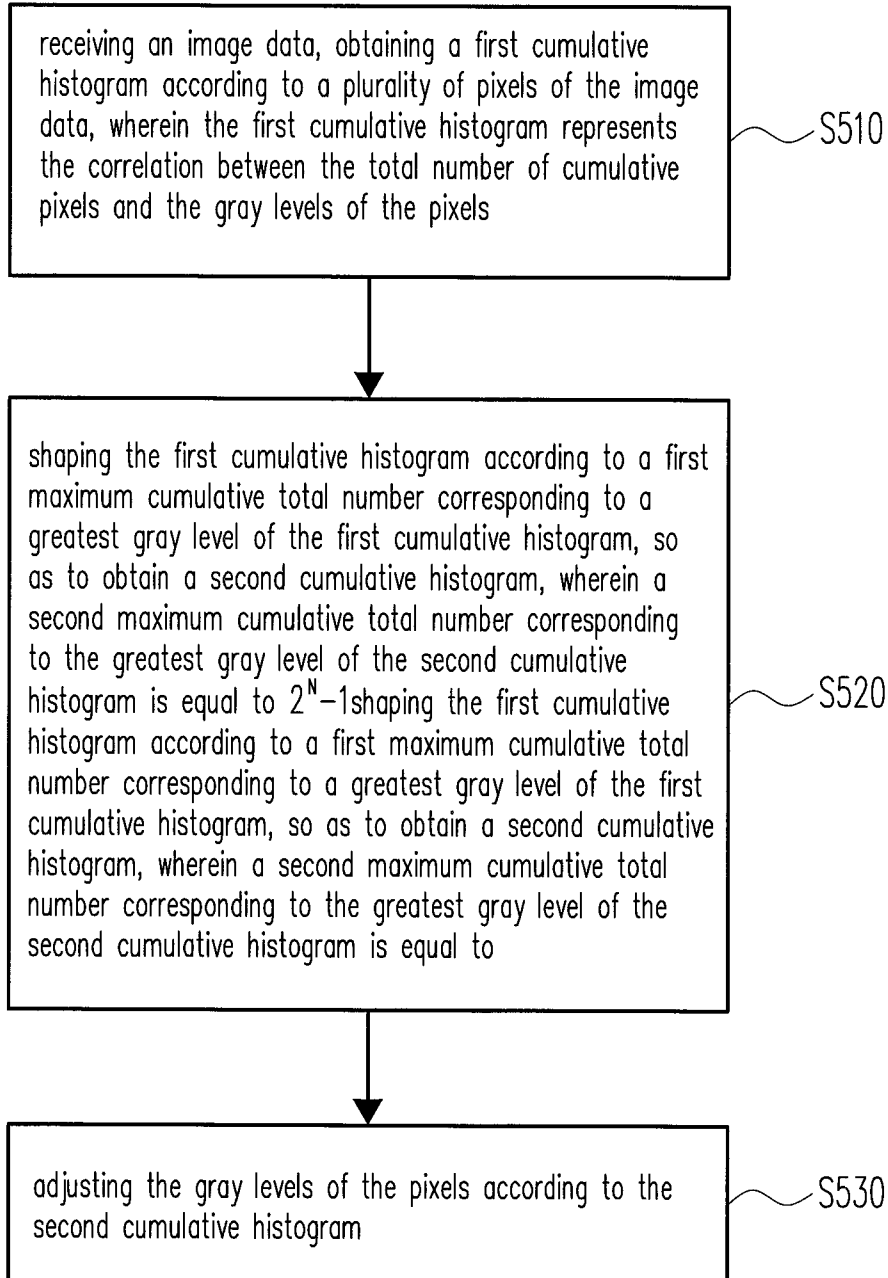 receiving an image data, obtaining a first cumulative
histogram according to a plurality of pixels of the image
data, wherein the first cumulative histogram represents
the correlation between the total number of cumulative
pixels and the gray levels of the pixels
S510
shaping the first cumulative histogram according to a first
maximum cumulative total number corresponding to a
greatest gray level of the first cumulative histogram, so
as to obtain a second cumulative histogram, wherein a
second maximum cumulative total number corresponding
to the greatest gray level of the second cumulative
histogram is equal to 2^N-1shaping the first cumulative
histogram according to a first maximum cumulative total
number corresponding to a greatest gray level of the first
cumulative histogram, so as to obtain a second cumulative
histogram, wherein a second maximum cumulative total
number corresponding to the greatest gray level of the
second cumulative histogram is equal to
S520
adjusting the gray levels of the pixels according to the
second cumulative histogram
S530